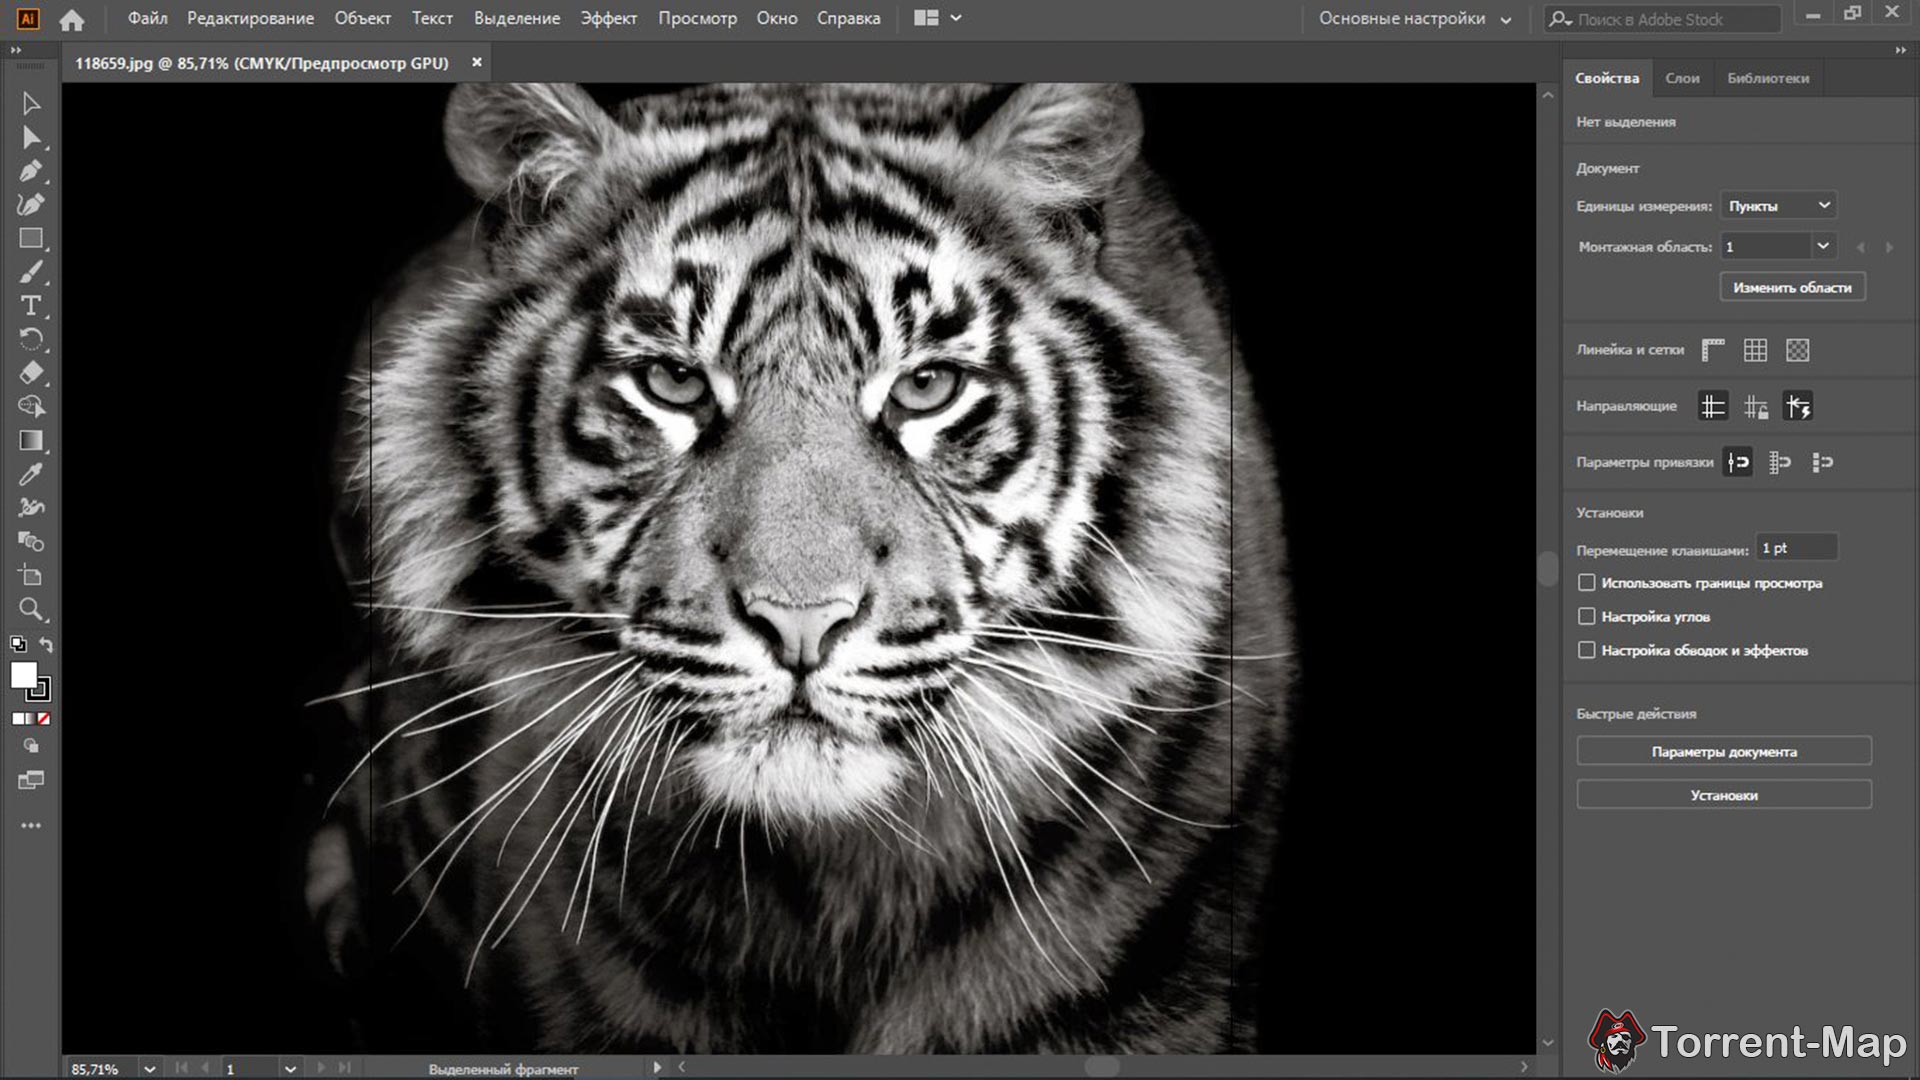 Ai
Файл Редактирование Объект Текст Выделение Эффект Просмотр Окно Справка
Основные настройки
Поиск в Adobe Stock
118659.jpg @ 85,71% (CMYK/Предпросмотр GPU)
Свойства Слои Библиотеки
Нет выделения
Документ
Единицы измерения: Пункты
Монтажная область: 1
Изменить области
Линейка и сетки
Направляющие
Параметры привязки
Установки
Перемещение клавишами: 1 pt
Использовать границы просмотра
Настройка углов
Настройка обводок и эффектов
Быстрые действия
Параметры документа
Установки
Torrent-Map
85,71% 1 Выделенный фрагмент